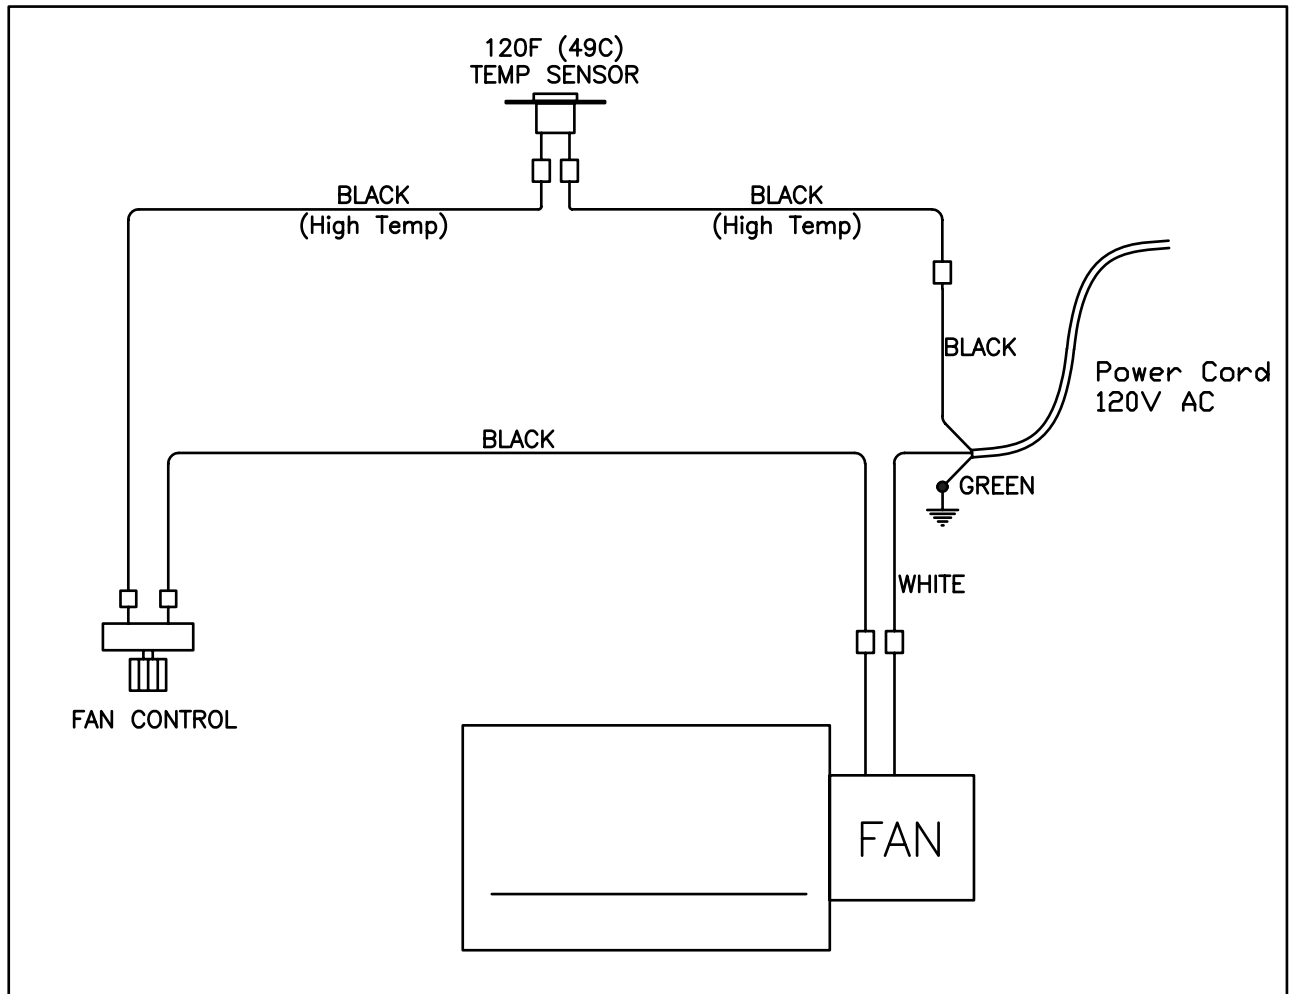 120F (49C)
TEMP SENSOR
BLACK
(High Temp)
BLACK
(High Temp)
BLACK
Power Cord
120V AC
BLACK
GREEN
WHITE
FAN CONTROL
FAN